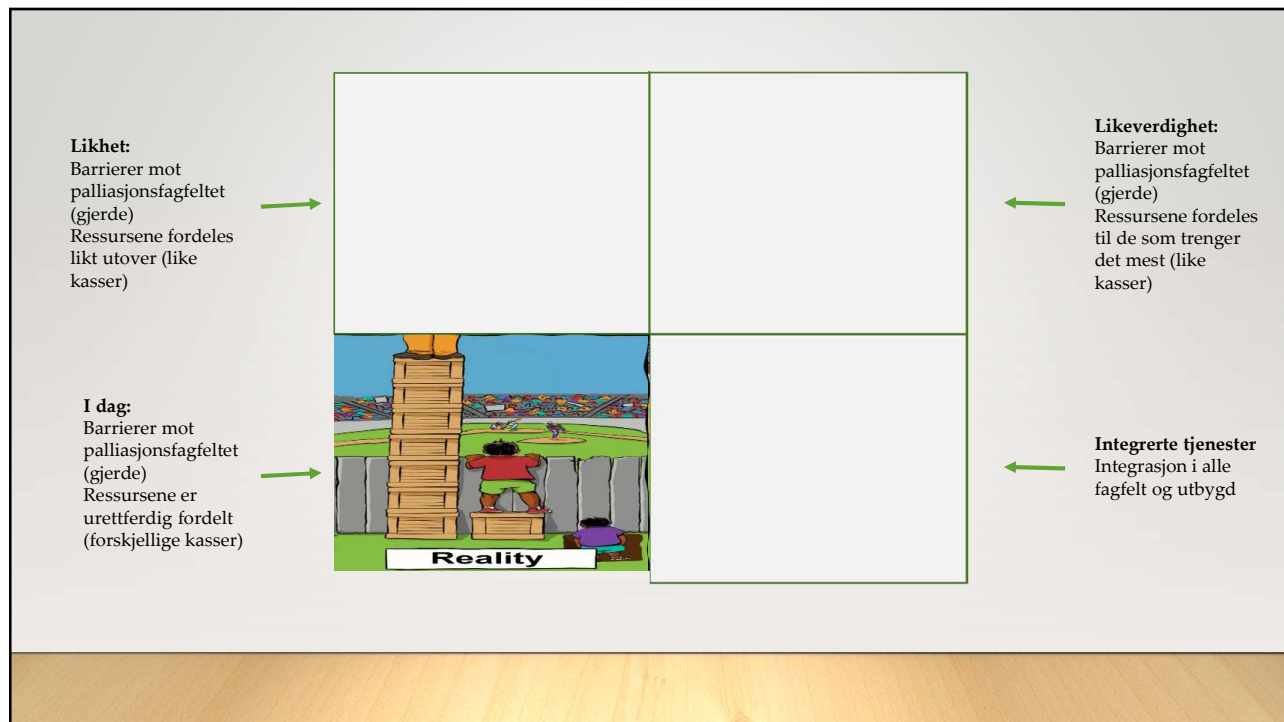 Likhet:
Barrierer mot
palliasjonsfagfeltet
(gjerde)
Ressursene fordeles
likt utover (like
kasser)
Likeverdighet:
Barrierer mot
palliasjonsfagfeltet
(gjerde)
Ressursene fordeles
til de som trenger
det mest (like
kasser)
I dag:
Barrierer mot
palliasjonsfagfeltet
(gjerde)
Ressursene er
urettferdig fordelt
(forskjellige kasser)
Reality
Integrerte tjenester
Integrasjon i alle
fagfelt og utbygd